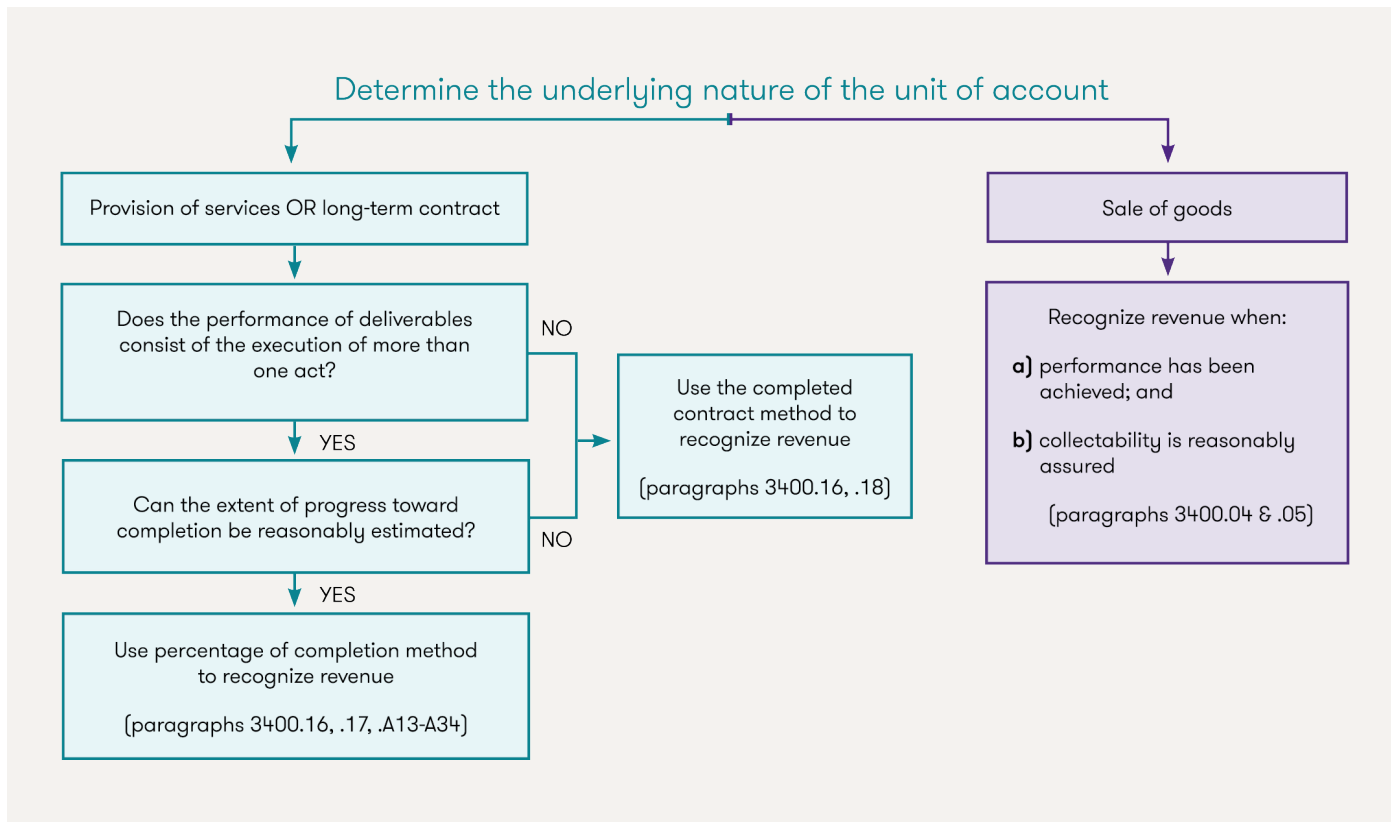 Determine the underlying nature of the unit of account
Provision of services OR long-term contract
Does the performance of deliverables
consist of the execution of more than
one act?
NO
YES
Can the extent of progress toward
completion be reasonably estimated?
NO
YES
Use percentage of completion method
to recognize revenue
(paragraphs 3400.16, .17, .A13-A34)
Use the completed
contract method to
recognize revenue
(paragraphs 3400.16, .18)
Sale of goods
Recognize revenue when:
a) performance has been
achieved; and
b) collectability is reasonably
assured
(paragraphs 3400.04 & .05)